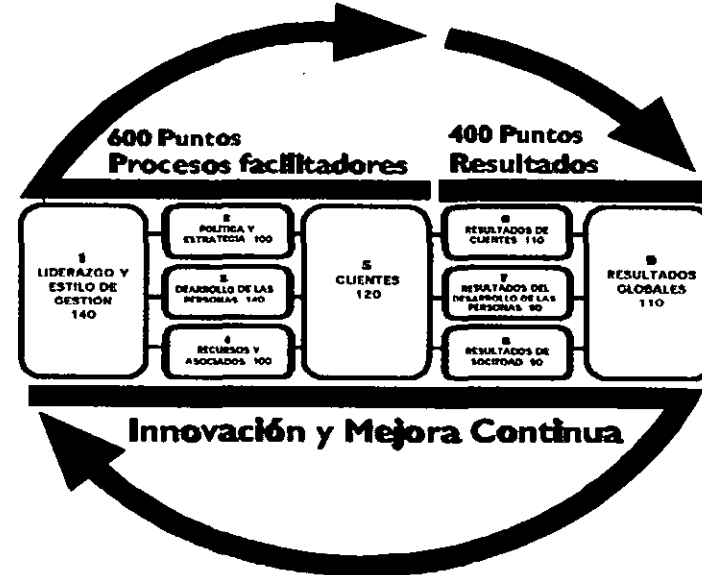 600 Puntos
Procesos facilitadores
400 Puntos
Resultados
1
LIDERAZGO Y
ESTILO DE
GESTIÓN
140
2
POLÍTICA Y
ESTRATEGIA 100
3
DEARROLLO DE LAS
PERSONAS 140
4
RECURSOS Y
ASOCIADOS 100
5
CLIENTES
120
6
RESULTADOS DE
CLIENTES 110
7
RESULTADOS DEL
DESARROLLO DE LAS
PERSONAS 90
8
RESULTADOS DE
SOCIEDAD 90
9
RESULTADOS
GLOBALES
110
Innovación y Mejora Continua